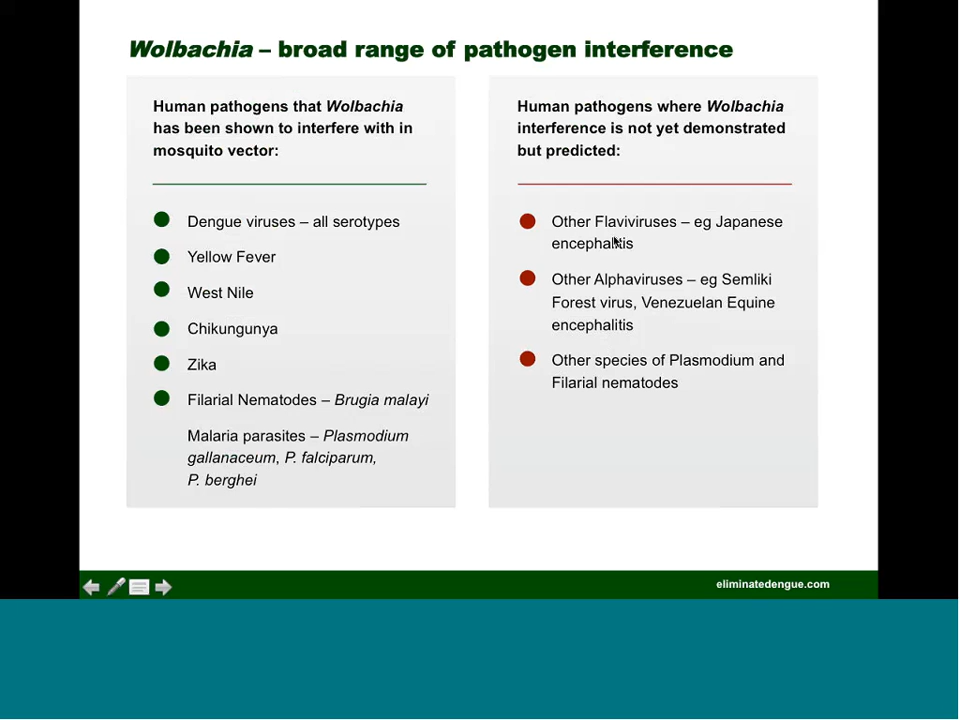 Wolbachia – broad range of pathogen interference
Human pathogens that Wolbachia
has been shown to interfere with in
mosquito vector:
Dengue viruses – all serotypes
Yellow Fever
West Nile
Chikungunya
Zika
Filarial Nematodes – Brugia malayi
Malaria parasites – Plasmodium
gallanaceum, P. falciparum,
P. berghei
Human pathogens where Wolbachia
interference is not yet demonstrated
but predicted:
Other Flaviviruses – eg Japanese
encephalitis
Other Alphaviruses – eg Semliki
Forest virus, Venezuelan Equine
encephalitis
Other species of Plasmodium and
Filarial nematodes
eliminatedengue.com